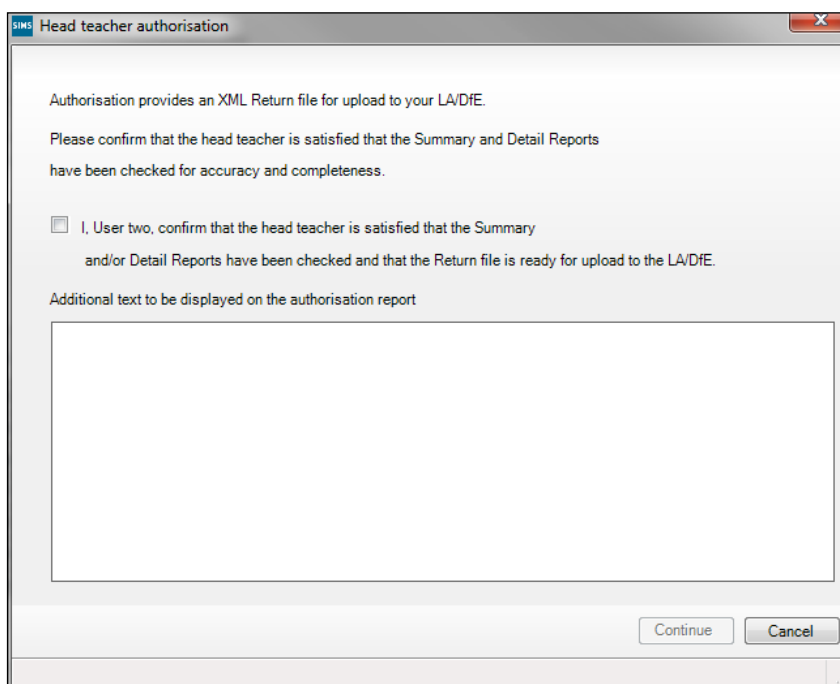 SIMS Head teacher authorisation
Authorisation provides an XML Return file for upload to your LA/DfE.
Please confirm that the head teacher is satisfied that the Summary and Detail Reports
have been checked for accuracy and completeness.
I, User two, confirm that the head teacher is satisfied that the Summary
and/or Detail Reports have been checked and that the Return file is ready for upload to the LA/DfE.
Additional text to be displayed on the authorisation report
Continue Cancel